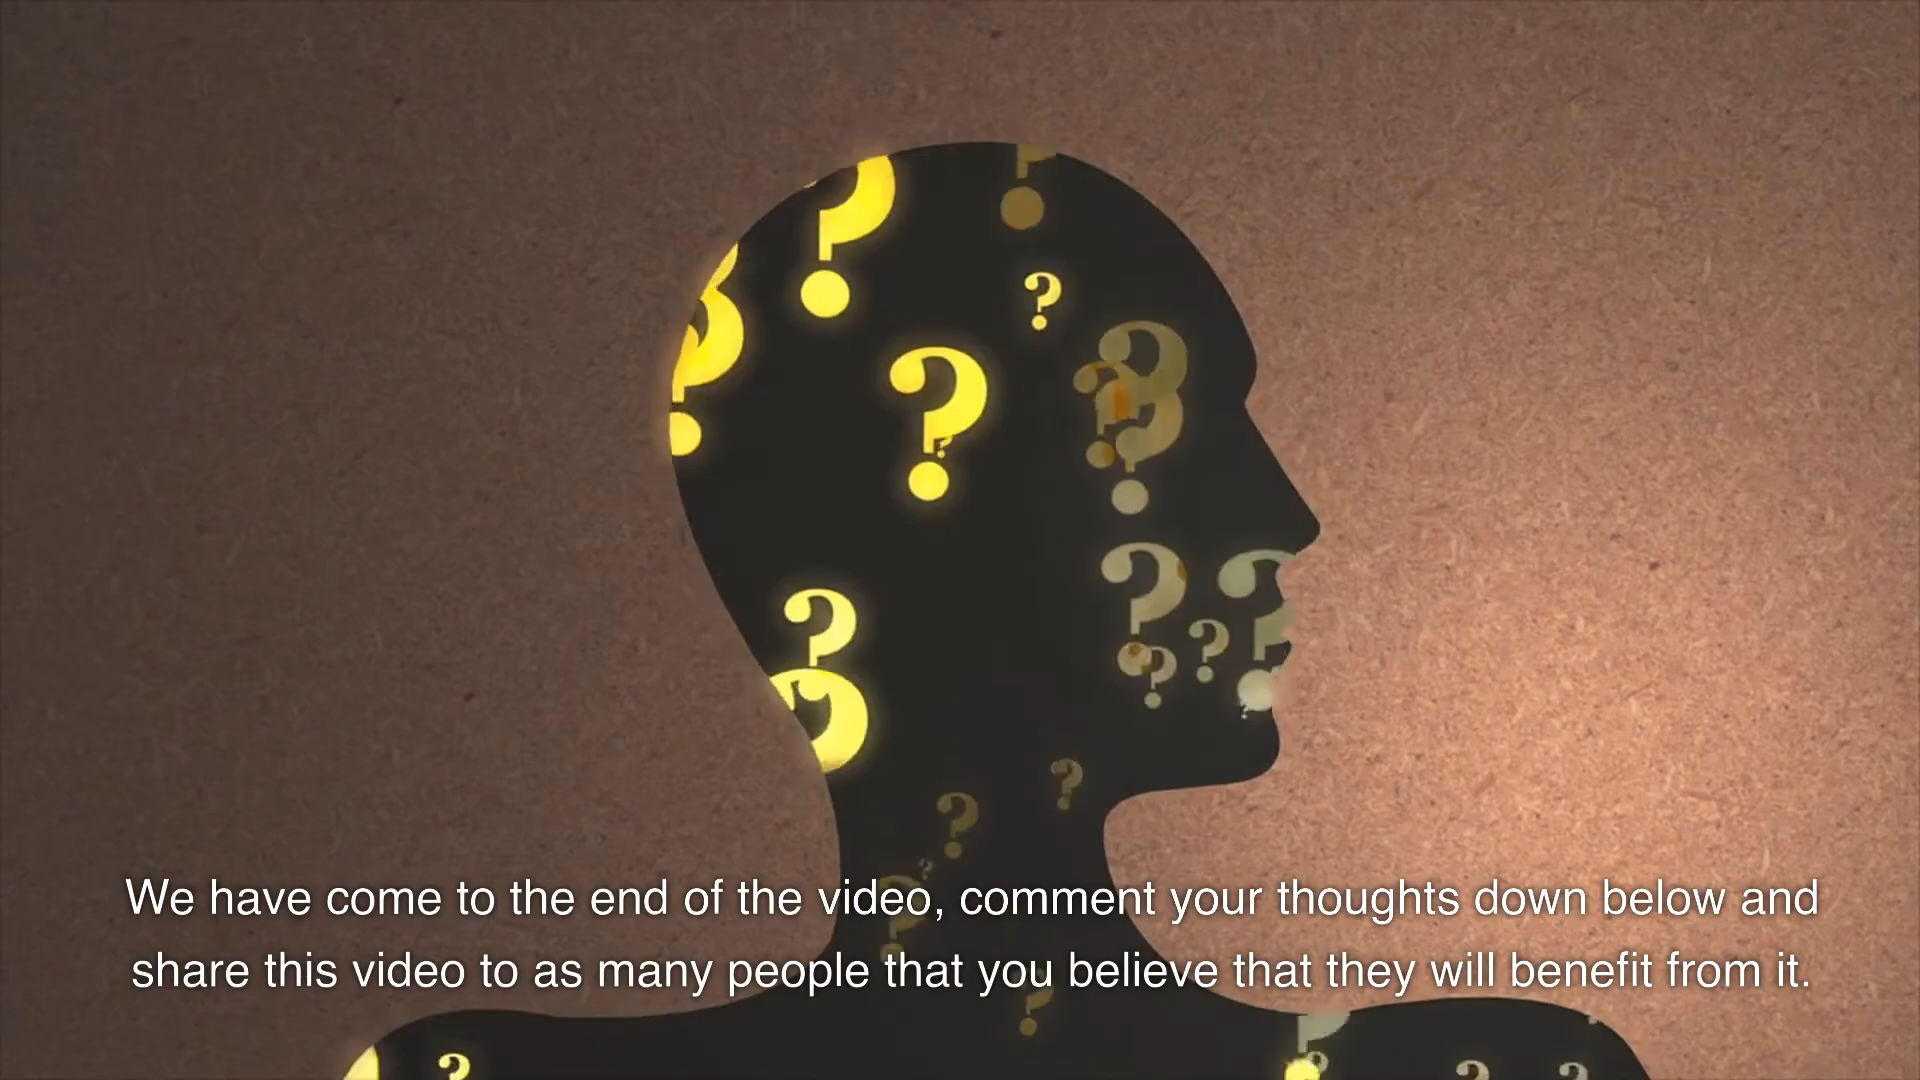 We have come to the end of the video, comment your thoughts down below and
share this video to as many people that you believe that they will benefit from it.